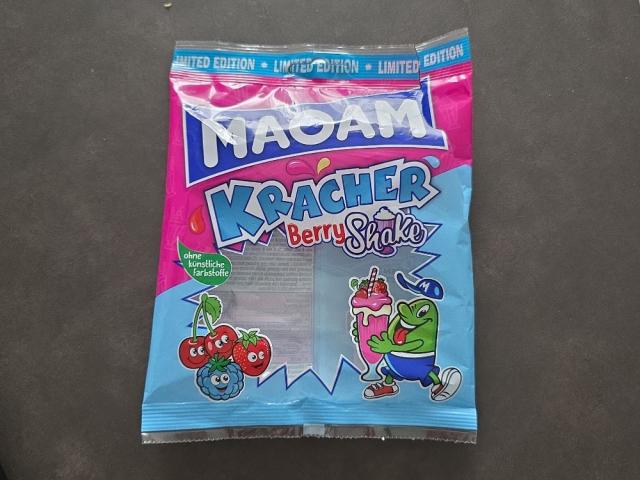 LIMITED EDITION • LIMITED EDITION • LIMITED EDITION
MAOAM
KRACHER
Berry Shake
ohne
künstliche
Farbstoffe
M